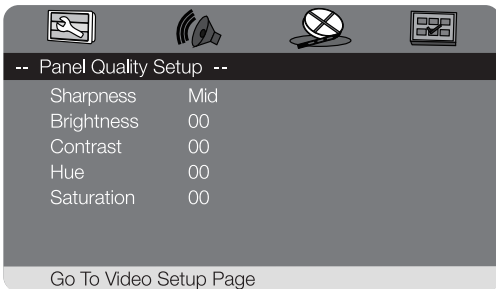 -- Panel Quality Setup --
Sharpness Mid
Brightness 00
Contrast 00
Hue 00
Saturation 00
Go To Video Setup Page